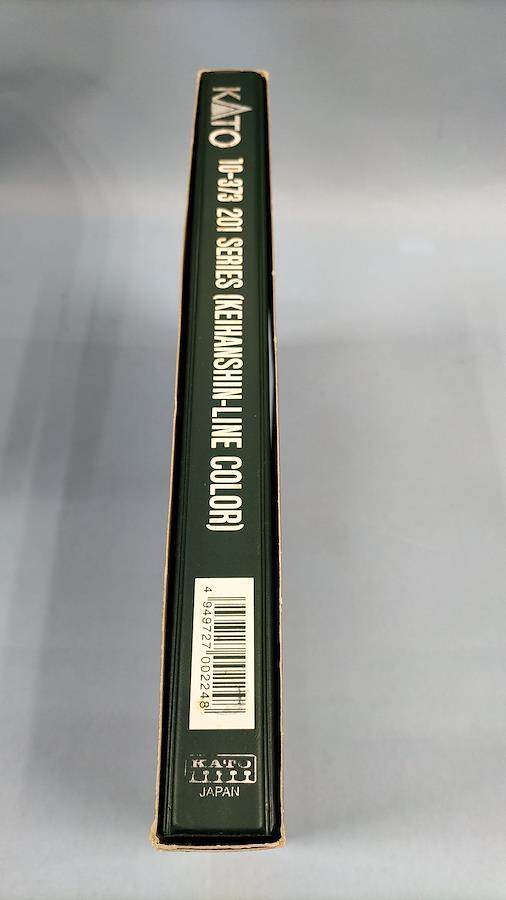 KATO 10-373 201 SERIES (KEIHANSHIN-LINE COLOR)
4 949727 002248
KATO
JAPAN